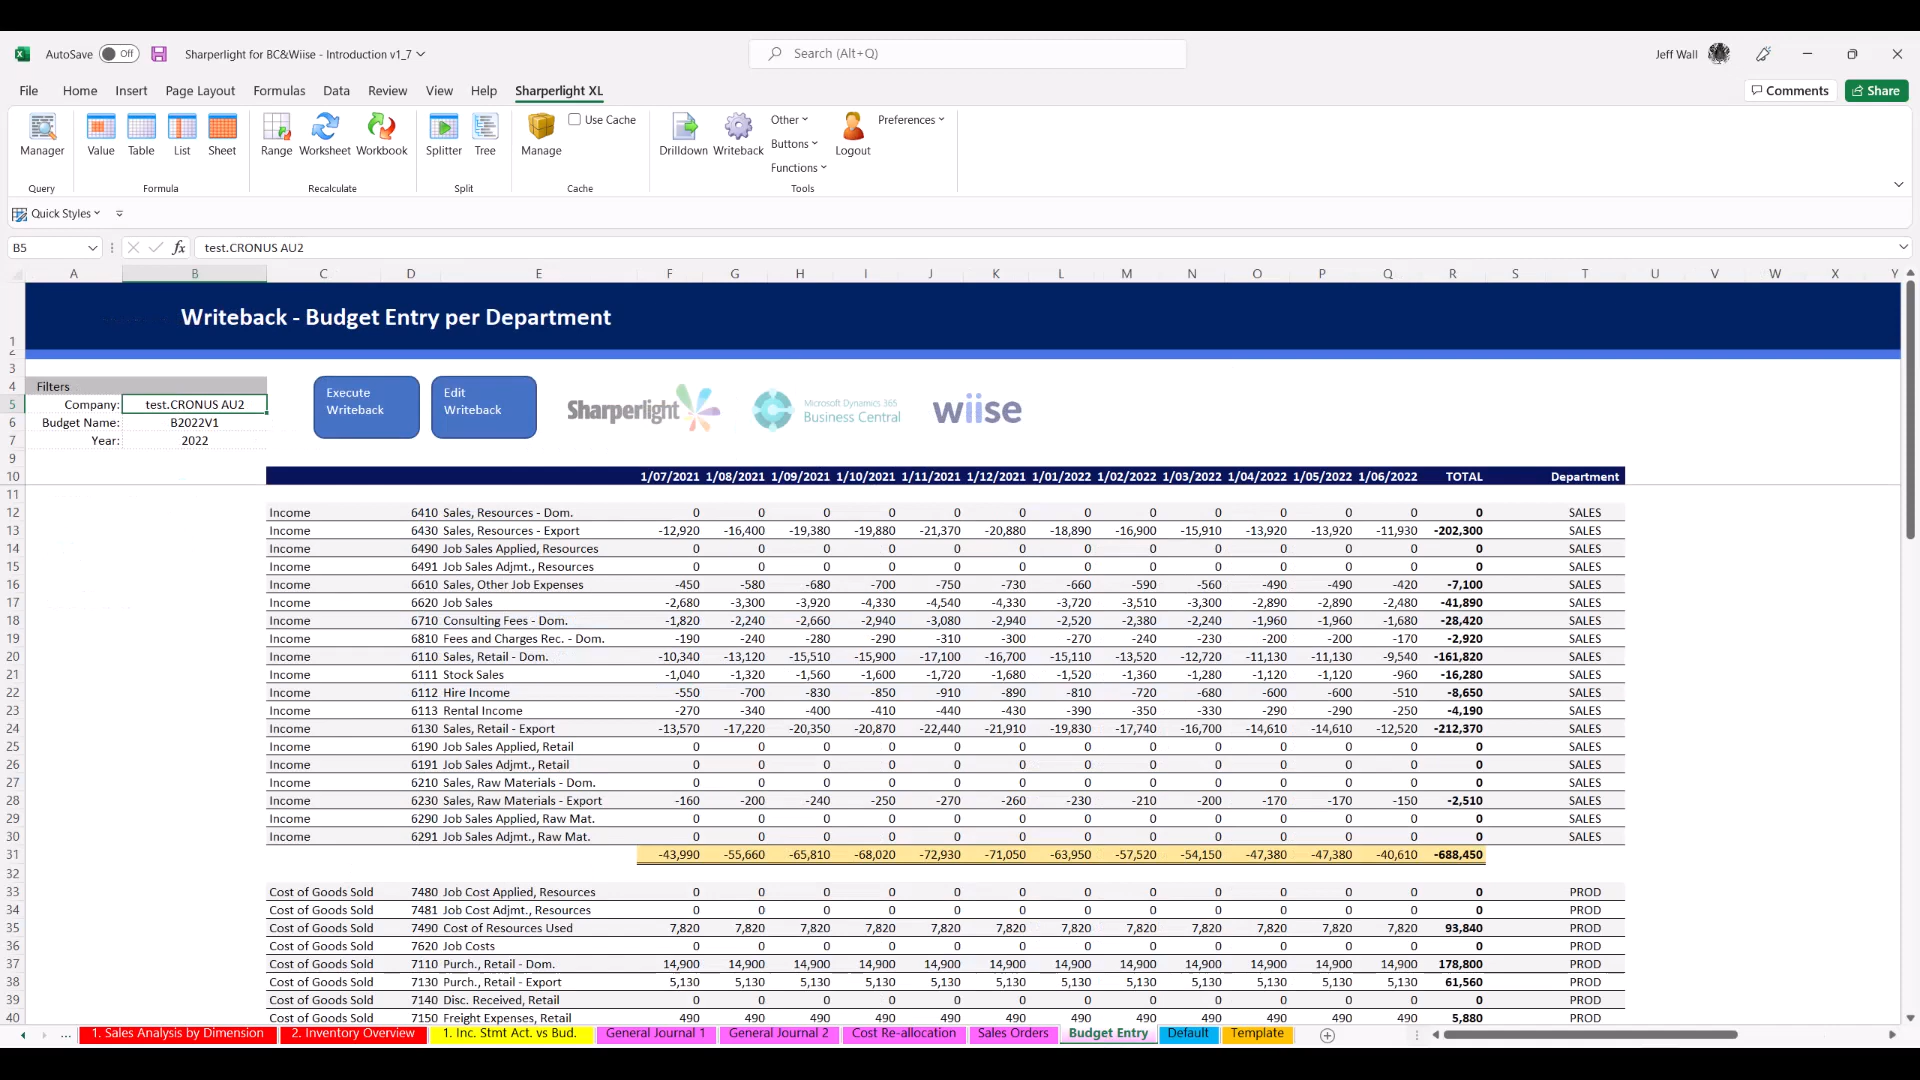 AutoSave Off Sharperlight for BC&Wiise - Introduction v1_7 Search (Alt+Q) Jeff Wall
File Home Insert Page Layout Formulas Data Review View Help Sharperlight XL Comments Share
Manager Value Table List Sheet Range Worksheet Workbook Splitter Tree Manage Use Cache Drilldown Writeback Other Buttons Functions Logout Preferences
Query Formula Recalculate Split Cache Tools
Quick Styles
B5 fx test.CRONUS AU2
A B C D E F G H I J K L M N O P Q R S T U V W X Y
1 Writeback - Budget Entry per Department
2
3
4 Filters
5 Company: test.CRONUS AU2
6 Budget Name: B2022V1
7 Year: 2022
Execute Writeback
Edit Writeback
Sharperlight
Microsoft Dynamics 365
Business Central
wiise
9
10 1/07/2021 1/08/2021 1/09/2021 1/10/2021 1/11/2021 1/12/2021 1/01/2022 1/02/2022 1/03/2022 1/04/2022 1/05/2022 1/06/2022 TOTAL Department
11
12 Income 6410 Sales, Resources - Dom. 0 0 0 0 0 0 0 0 0 0 0 0 0 SALES
13 Income 6430 Sales, Resources - Export -12,920 -16,400 -19,380 -19,880 -21,370 -20,880 -18,890 -16,900 -15,910 -13,920 -13,920 -11,930 -202,300 SALES
14 Income 6490 Job Sales Applied, Resources 0 0 0 0 0 0 0 0 0 0 0 0 0 SALES
15 Income 6491 Job Sales Adjmt., Resources 0 0 0 0 0 0 0 0 0 0 0 0 0 SALES
16 Income 6610 Sales, Other Job Expenses -450 -580 -680 -700 -750 -730 -660 -590 -560 -490 -490 -420 -7,100 SALES
17 Income 6620 Job Sales -2,680 -3,300 -3,920 -4,330 -4,540 -4,330 -3,720 -3,510 -3,300 -2,890 -2,890 -2,480 -41,890 SALES
18 Income 6710 Consulting Fees - Dom. -1,820 -2,240 -2,660 -2,940 -3,080 -2,940 -2,520 -2,380 -2,240 -1,960 -1,960 -1,680 -28,420 SALES
19 Income 6810 Fees and Charges Rec. - Dom. -190 -240 -280 -290 -310 -300 -270 -240 -230 -200 -200 -170 -2,920 SALES
20 Income 6110 Sales, Retail - Dom. -10,340 -13,120 -15,510 -15,900 -17,100 -16,700 -15,110 -13,520 -12,720 -11,130 -11,130 -9,540 -161,820 SALES
21 Income 6111 Stock Sales -1,040 -1,320 -1,560 -1,600 -1,720 -1,680 -1,520 -1,360 -1,280 -1,120 -1,120 -960 -16,280 SALES
22 Income 6112 Hire Income -550 -700 -830 -850 -910 -890 -810 -720 -680 -600 -600 -510 -8,650 SALES
23 Income 6113 Rental Income -270 -340 -400 -410 -440 -430 -390 -350 -330 -290 -290 -250 -4,190 SALES
24 Income 6130 Sales, Retail - Export -13,570 -17,220 -20,350 -20,870 -22,440 -21,910 -19,830 -17,740 -16,700 -14,610 -14,610 -12,520 -212,370 SALES
25 Income 6190 Job Sales Applied, Retail 0 0 0 0 0 0 0 0 0 0 0 0 0 SALES
26 Income 6191 Job Sales Adjmt., Retail 0 0 0 0 0 0 0 0 0 0 0 0 0 SALES
27 Income 6210 Sales, Raw Materials - Dom. 0 0 0 0 0 0 0 0 0 0 0 0 0 SALES
28 Income 6230 Sales, Raw Materials - Export -160 -200 -240 -250 -270 -260 -230 -210 -200 -170 -170 -150 -2,510 SALES
29 Income 6290 Job Sales Applied, Raw Mat. 0 0 0 0 0 0 0 0 0 0 0 0 0 SALES
30 Income 6291 Job Sales Adjmt., Raw Mat. 0 0 0 0 0 0 0 0 0 0 0 0 0 SALES
31 -43,990 -55,660 -65,810 -68,020 -72,930 -71,050 -63,950 -57,520 -54,150 -47,380 -47,380 -40,610 -688,450
32
33 Cost of Goods Sold 7480 Job Cost Applied, Resources 0 0 0 0 0 0 0 0 0 0 0 0 0 PROD
34 Cost of Goods Sold 7481 Job Cost Adjmt., Resources 0 0 0 0 0 0 0 0 0 0 0 0 0 PROD
35 Cost of Goods Sold 7490 Cost of Resources Used 7,820 7,820 7,820 7,820 7,820 7,820 7,820 7,820 7,820 7,820 7,820 7,820 93,840 PROD
36 Cost of Goods Sold 7620 Job Costs 0 0 0 0 0 0 0 0 0 0 0 0 0 PROD
37 Cost of Goods Sold 7110 Purch., Retail - Dom. 14,900 14,900 14,900 14,900 14,900 14,900 14,900 14,900 14,900 14,900 14,900 14,900 178,800 PROD
38 Cost of Goods Sold 7130 Purch., Retail - Export 5,130 5,130 5,130 5,130 5,130 5,130 5,130 5,130 5,130 5,130 5,130 5,130 61,560 PROD
39 Cost of Goods Sold 7140 Disc. Received, Retail 0 0 0 0 0 0 0 0 0 0 0 0 0 PROD
40 Cost of Goods Sold 7150 Freight Expenses, Retail 490 490 490 490 490 490 490 490 490 490 490 490 5,880 PROD
... 1. Sales Analysis by Dimension 2. Inventory Overview 1. Inc. Stmt Act. vs Bud. General Journal 1 General Journal 2 Cost Re-allocation Sales Orders Budget Entry Default Template